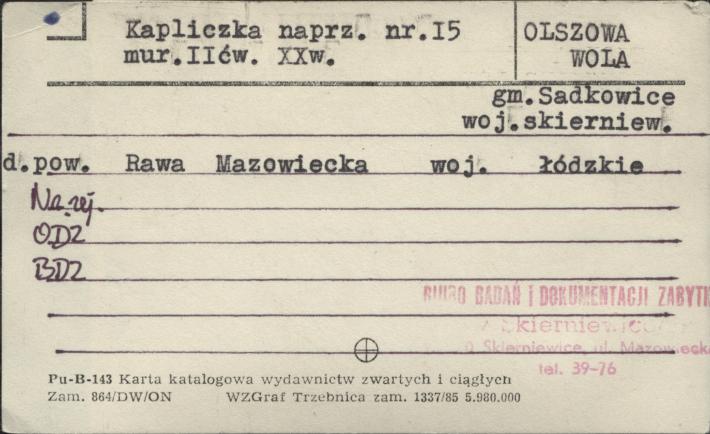 Kapliczka naprz. nr.I5
mur.IIćw. XXw.
OLSZOWA
WOLA
gm.Sadkowice
woj.skierniew.
d.pow. Rawa Mazowiecka woj. łódzkie
Na rej.
ODZ
BDZ
BIURO BADAŃ I DOKUMENTACJI ZABYTK
Skierniewic
Skierniewice, ul. Mazowieck
tel. 39-76
Pu-B-143 Karta katalogowa wydawnictw zwartych i ciągłych
Zam. 864/DW/ON WZGraf Trzebnica zam. 1337/85 5.980.000